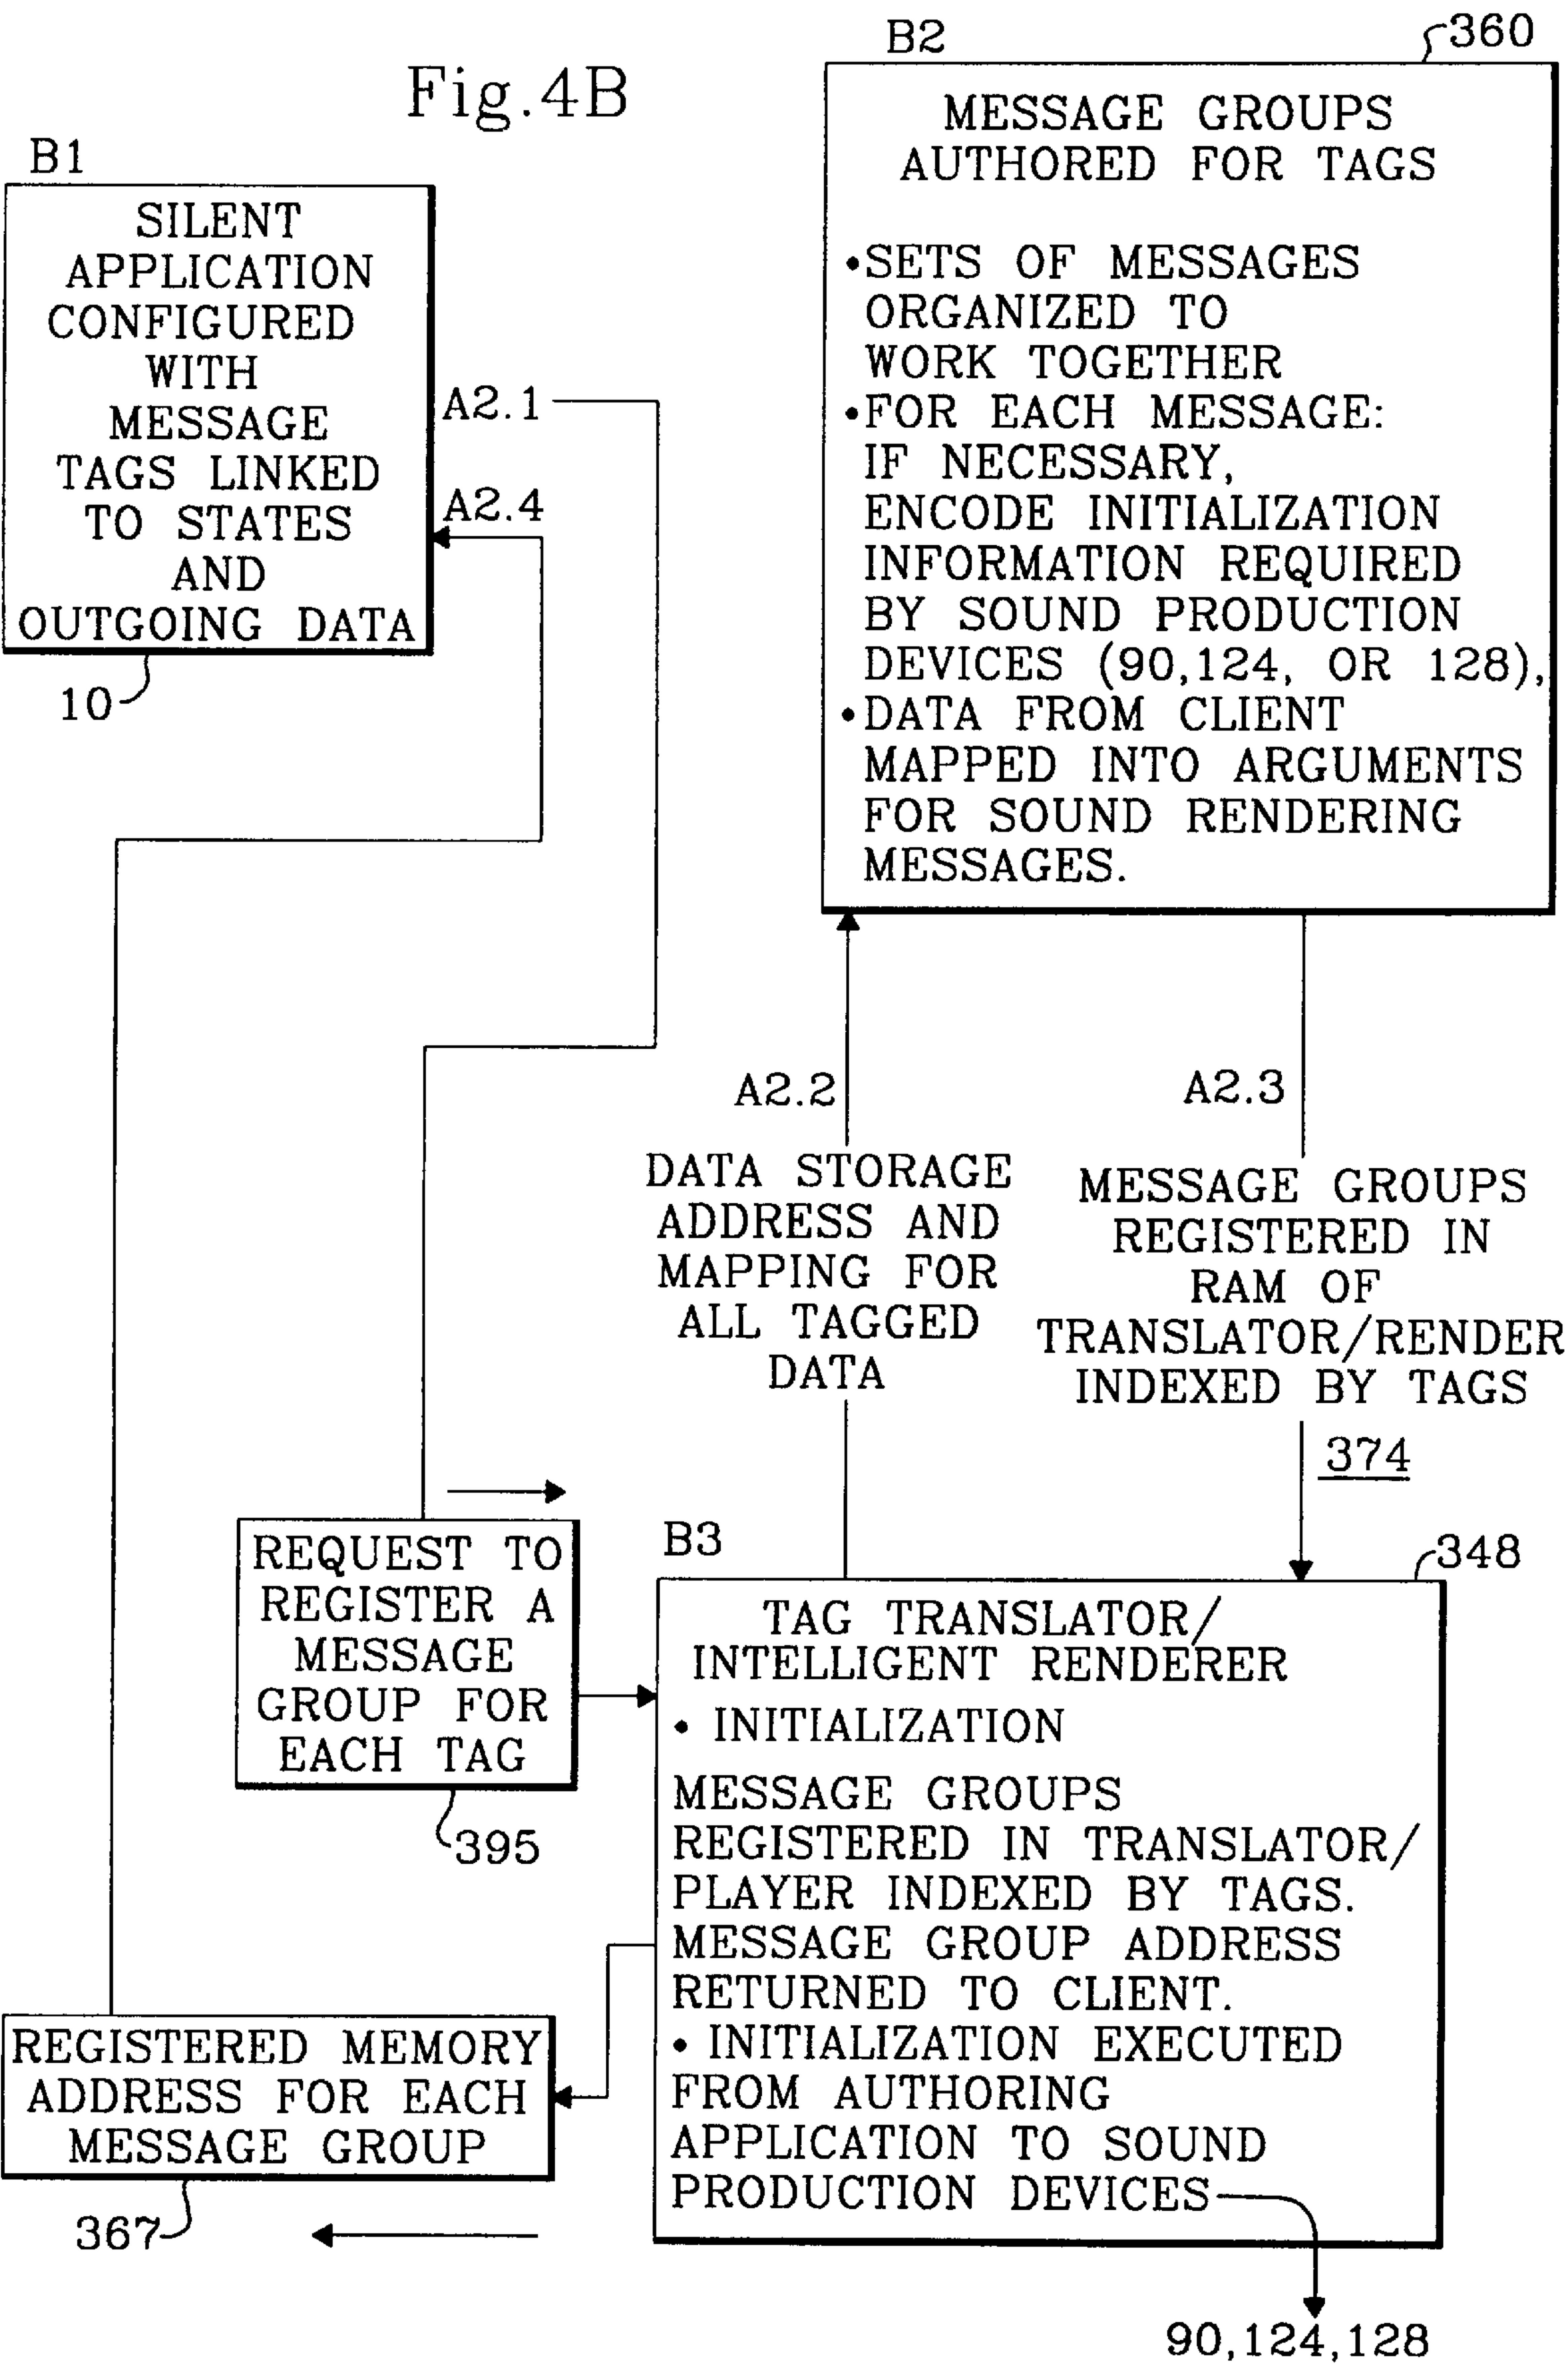 Fig.4B
B1
SILENT
APPLICATION
CONFIGURED
WITH
MESSAGE
TAGS LINKED
TO STATES
AND
OUTGOING DATA
10
A2.1
A2.4
B2
360
MESSAGE GROUPS
AUTHORED FOR TAGS
•SETS OF MESSAGES
ORGANIZED TO
WORK TOGETHER
•FOR EACH MESSAGE:
IF NECESSARY,
ENCODE INITIALIZATION
INFORMATION REQUIRED
BY SOUND PRODUCTION
DEVICES (90,124, OR 128),
•DATA FROM CLIENT
MAPPED INTO ARGUMENTS
FOR SOUND RENDERING
MESSAGES.
A2.2
DATA STORAGE
ADDRESS AND
MAPPING FOR
ALL TAGGED
DATA
A2.3
MESSAGE GROUPS
REGISTERED IN
RAM OF
TRANSLATOR/RENDER
INDEXED BY TAGS
374
REQUEST TO
REGISTER A
MESSAGE
GROUP FOR
EACH TAG
395
B3
348
TAG TRANSLATOR/
INTELLIGENT RENDERER
• INITIALIZATION
MESSAGE GROUPS
REGISTERED IN TRANSLATOR/
PLAYER INDEXED BY TAGS.
MESSAGE GROUP ADDRESS
RETURNED TO CLIENT.
• INITIALIZATION EXECUTED
FROM AUTHORING
APPLICATION TO SOUND
PRODUCTION DEVICES
90,124,128
REGISTERED MEMORY
ADDRESS FOR EACH
MESSAGE GROUP
367